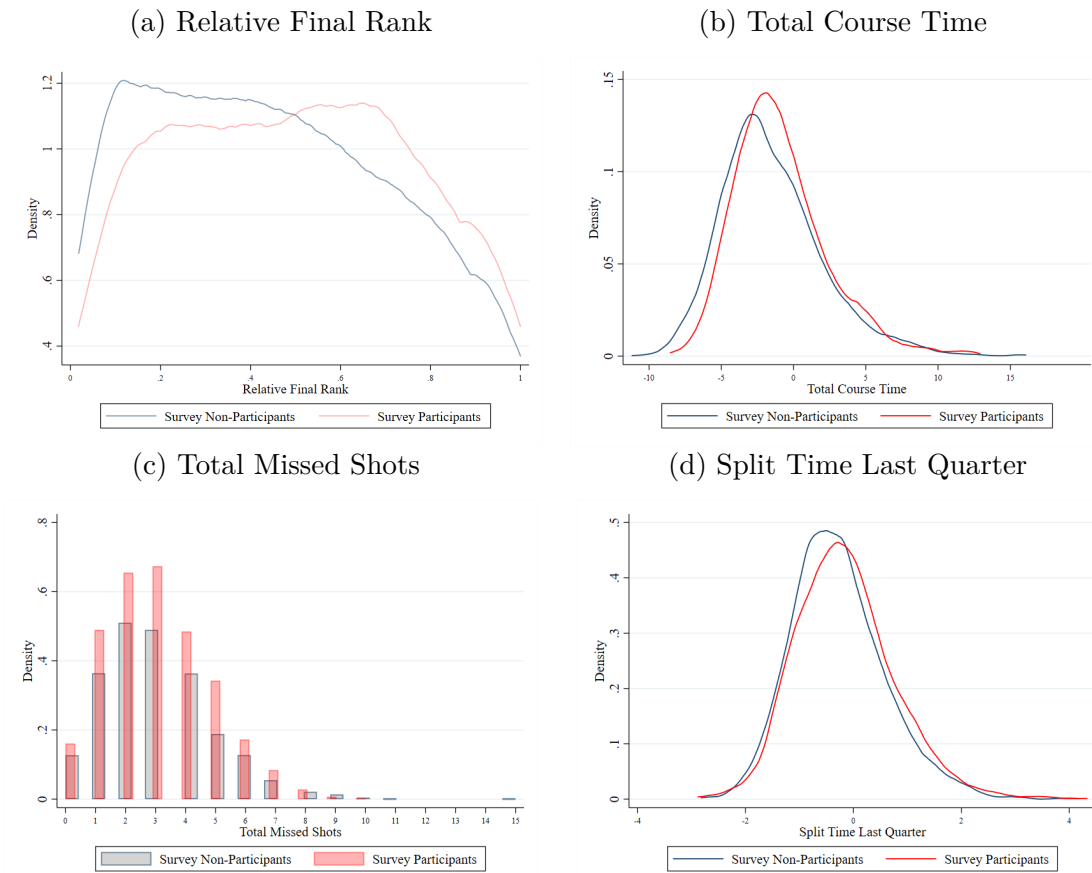 (a) Relative Final Rank
Density
1.2
1
.8
.6
.4
0 .2 .4 .6 .8 1
Relative Final Rank
Survey Non-Participants Survey Participants
(b) Total Course Time
Density
.15
.1
.05
0
-10 -5 0 5 10 15
Total Course Time
Survey Non-Participants Survey Participants
(c) Total Missed Shots
Density
.8
.6
.4
.2
0
0 1 2 3 4 5 6 7 8 9 10 11 12 13 14 15
Total Missed Shots
Survey Non-Participants Survey Participants
(d) Split Time Last Quarter
Density
.5
.4
.3
.2
.1
0
-4 -2 0 2 4
Split Time Last Quarter
Survey Non-Participants Survey Participants